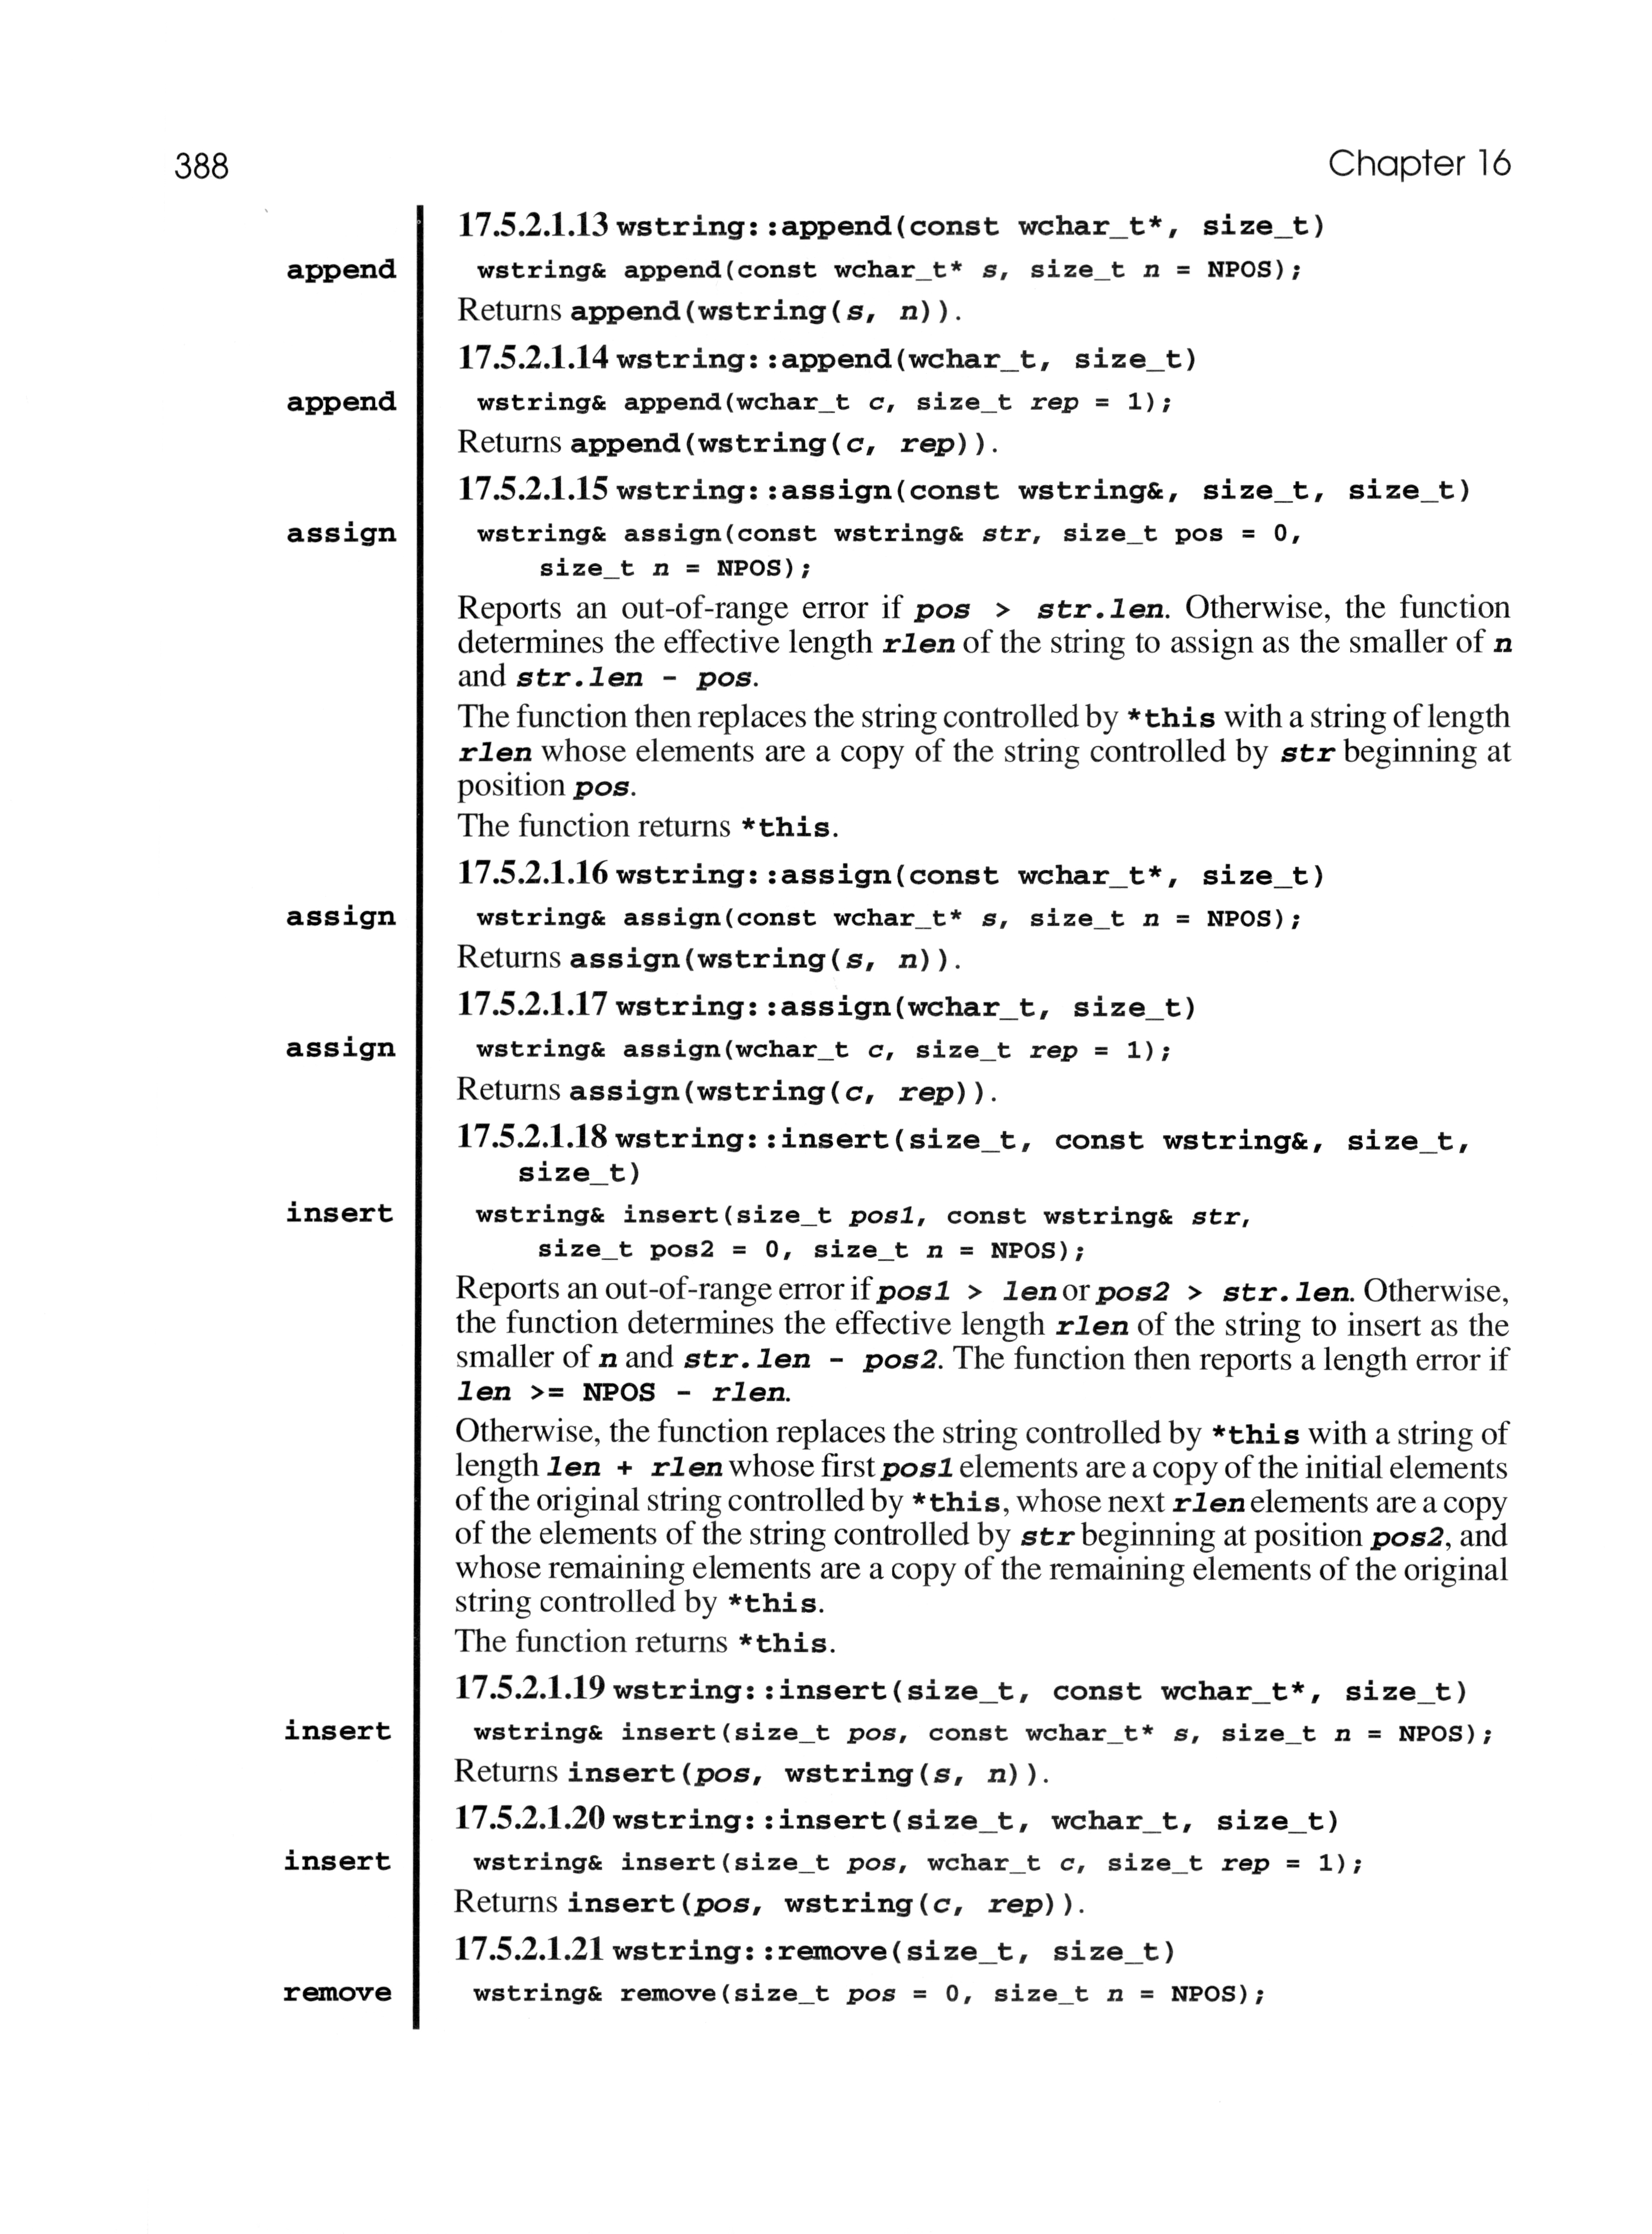 388 Chapter 16
17.5.2.1.13 wstring::append(const wchar_t*, size_t)
append wstring& append(const wchar_t* s, size_t n = NPOS);
Returns append(wstring(s, n)).
17.5.2.1.14 wstring::append(wchar_t, size_t)
append wstring& append(wchar_t c, size_t rep = 1);
Returns append(wstring(c, rep)).
17.5.2.1.15 wstring::assign(const wstring&, size_t, size_t)
assign wstring& assign(const wstring& str, size_t pos = 0,
size_t n = NPOS);
Reports an out-of-range error if pos > str.len. Otherwise, the function
determines the effective length rlen of the string to assign as the smaller of n
and str.len - pos.
The function then replaces the string controlled by *this with a string of length
rlen whose elements are a copy of the string controlled by str beginning at
position pos.
The function returns *this.
17.5.2.1.16 wstring::assign(const wchar_t*, size_t)
assign wstring& assign(const wchar_t* s, size_t n = NPOS);
Returns assign(wstring(s, n)).
17.5.2.1.17 wstring::assign(wchar_t, size_t)
assign wstring& assign(wchar_t c, size_t rep = 1);
Returns assign(wstring(c, rep)).
17.5.2.1.18 wstring::insert(size_t, const wstring&, size_t,
size_t)
insert wstring& insert(size_t pos1, const wstring& str,
size_t pos2 = 0, size_t n = NPOS);
Reports an out-of-range error if pos1 > len or pos2 > str.len. Otherwise,
the function determines the effective length rlen of the string to insert as the
smaller of n and str.len - pos2. The function then reports a length error if
len >= NPOS - rlen.
Otherwise, the function replaces the string controlled by *this with a string of
length len + rlen whose first pos1 elements are a copy of the initial elements
of the original string controlled by *this, whose next rlen elements are a copy
of the elements of the string controlled by str beginning at position pos2, and
whose remaining elements are a copy of the remaining elements of the original
string controlled by *this.
The function returns *this.
17.5.2.1.19 wstring::insert(size_t, const wchar_t*, size_t)
insert wstring& insert(size_t pos, const wchar_t* s, size_t n = NPOS);
Returns insert(pos, wstring(s, n)).
17.5.2.1.20 wstring::insert(size_t, wchar_t, size_t)
insert wstring& insert(size_t pos, wchar_t c, size_t rep = 1);
Returns insert(pos, wstring(c, rep)).
17.5.2.1.21 wstring::remove(size_t, size_t)
remove wstring& remove(size_t pos = 0, size_t n = NPOS);